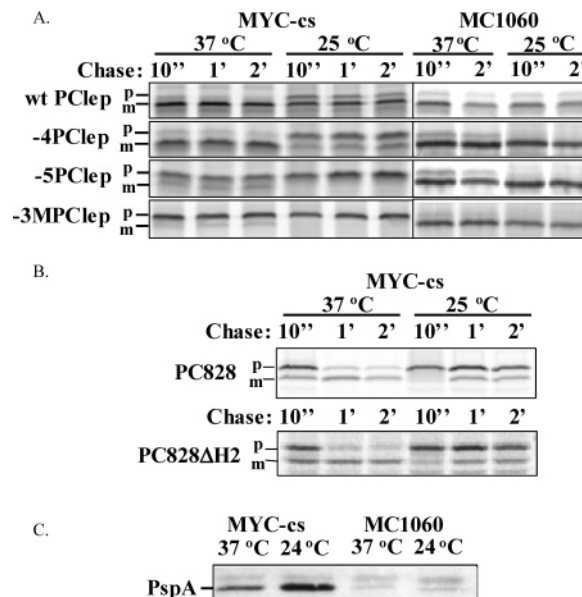 A.
MYC-cs MC1060
37 °C 25 °C 37 °C 25 °C
Chase: 10'' 1' 2' 10'' 1' 2' 10'' 2' 10'' 2'
wt PClep p m
-4PClep p m
-5PClep p m
-3MPClep p m
B.
MYC-cs
37 °C 25 °C
Chase: 10'' 1' 2' 10'' 1' 2'
PC828 p m
Chase: 10'' 1' 2' 10'' 1' 2'
PC828ΔH2 p m
C.
MYC-cs MC1060
37 °C 24 °C 37 °C 24 °C
PspA